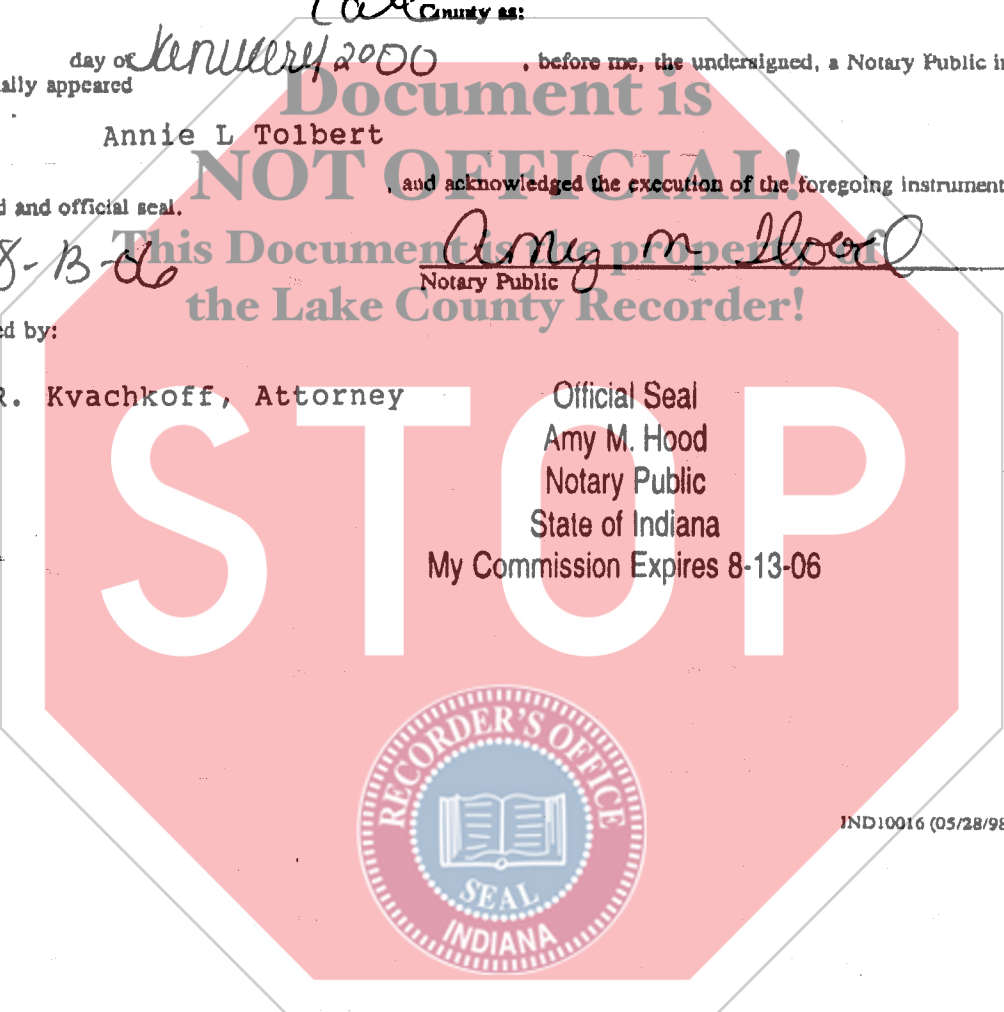 County ss:
day of January 2000 , before me, the undersigned, a Notary Public i
ally appeared
Document is
Annie L Tolbert
NOT OFFICIAL!
, and acknowledged the execution of the foregoing instrument
and official seal.
8-13-06
This Document is the property of
Amy M Hood
Notary Public
the Lake County Recorder!
ed by:
R. Kvachkoff, Attorney
Official Seal
Amy M. Hood
Notary Public
State of Indiana
My Commission Expires 8-13-06
STOP
RECORDER'S OFFICE
SEAL
INDIANA
IND10016 (05/28/98